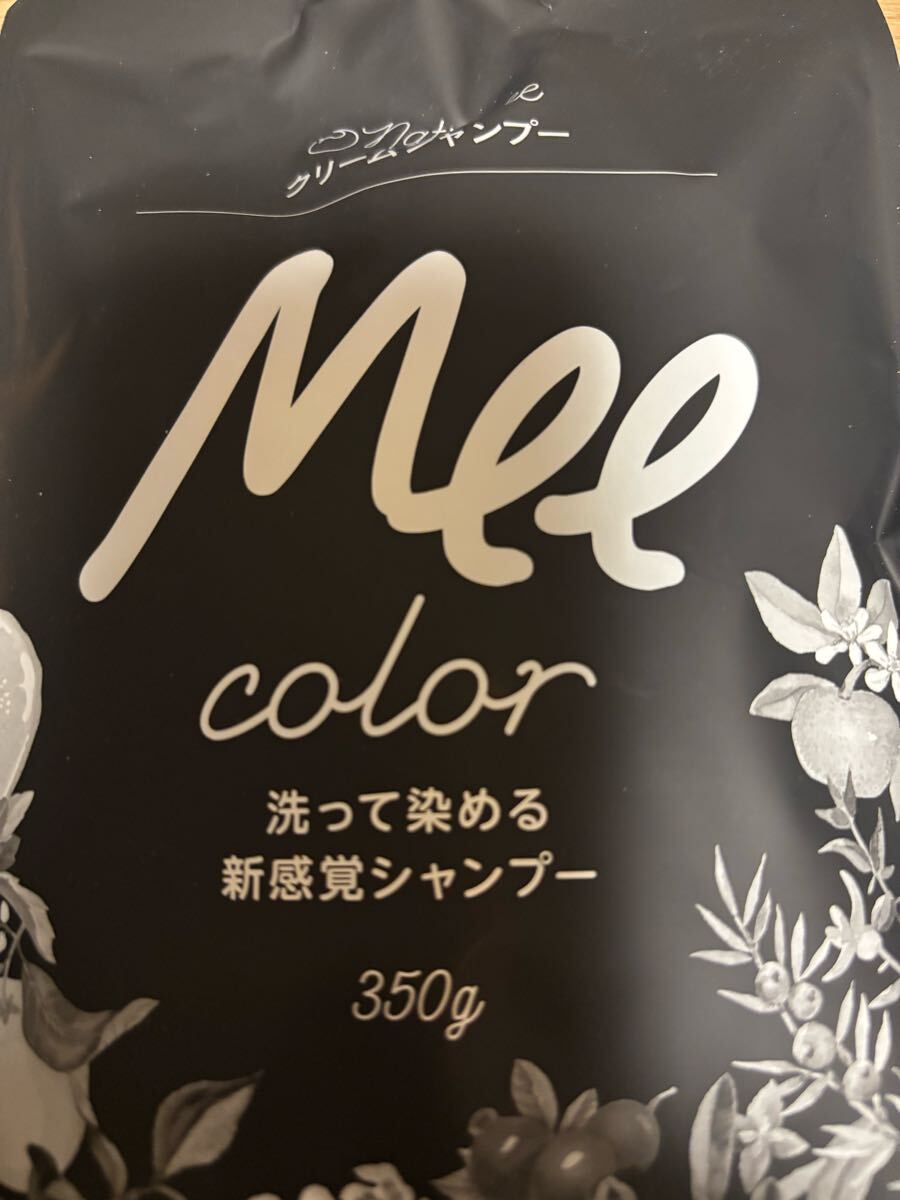 クリームシャンプー
Mee
color
洗って染める
新感覚シャンプー
350g